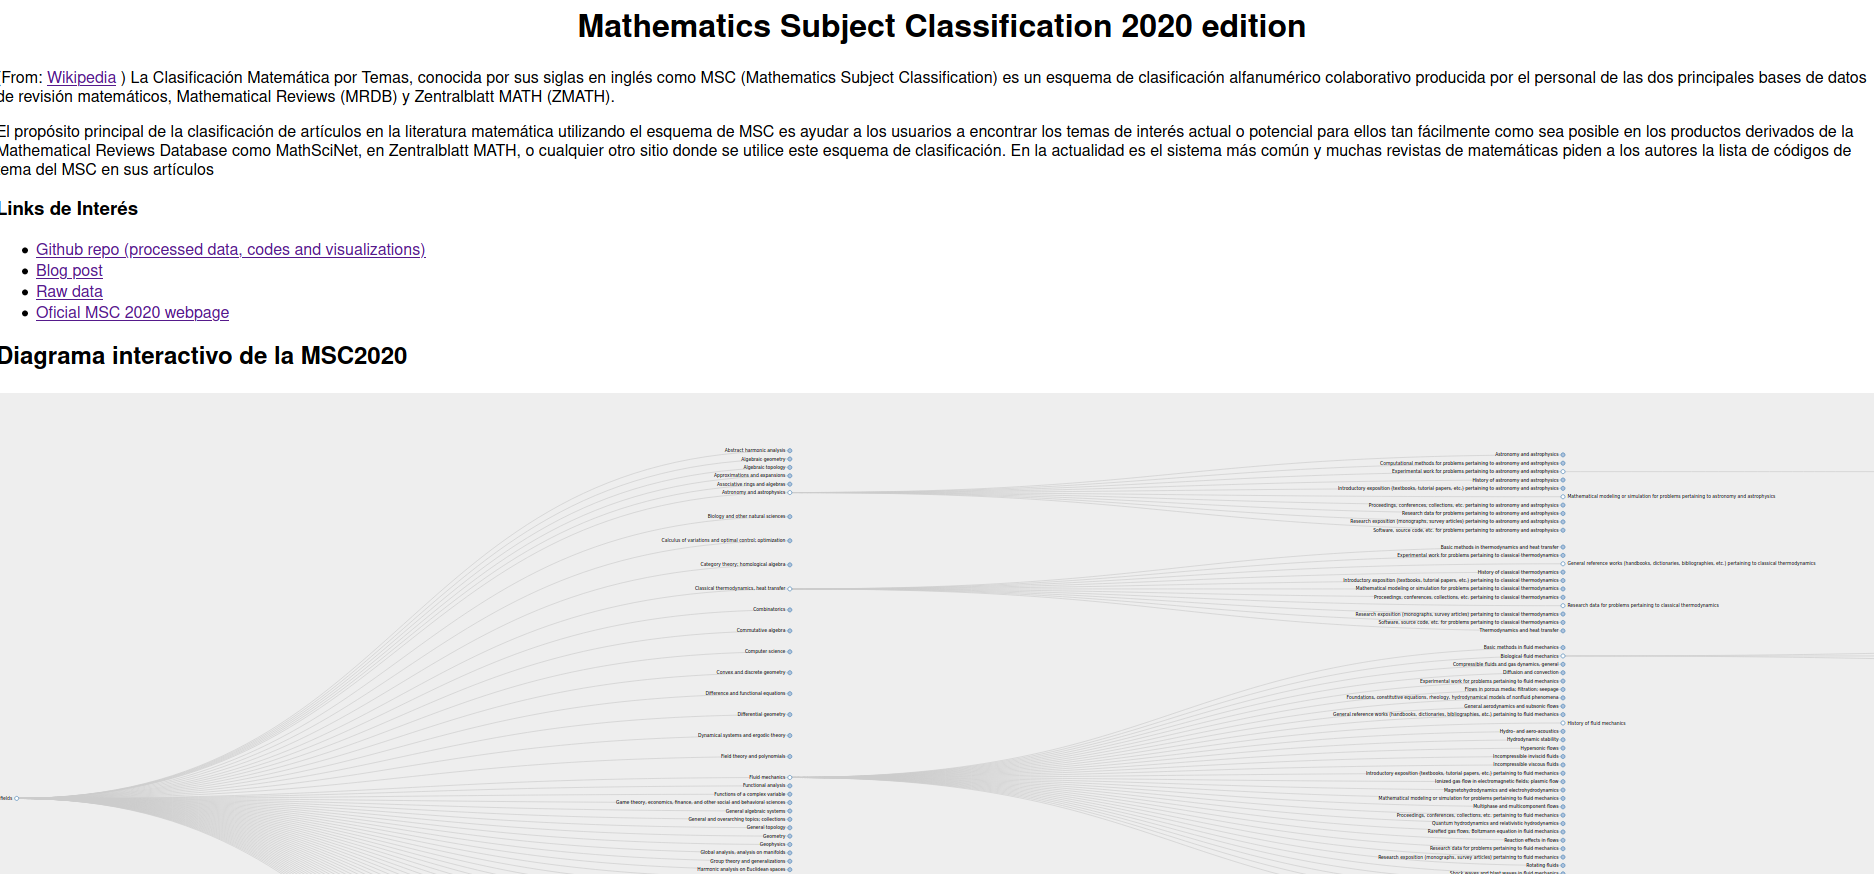 Mathematics Subject Classification 2020 edition
(From: Wikipedia ) La Clasificación Matemática por Temas, conocida por sus siglas en inglés como MSC (Mathematics Subject Classification) es un esquema de clasificación alfanumérico colaborativo producida por el personal de las dos principales bases de datos
de revisión matemáticos, Mathematical Reviews (MRDB) y Zentralblatt MATH (ZMATH).
El propósito principal de la clasificación de artículos en la literatura matemática utilizando el esquema de MSC es ayudar a los usuarios a encontrar los temas de interés actual o potencial para ellos tan fácilmente como sea posible en los productos derivados de la
Mathematical Reviews Database como MathSciNet, en Zentralblatt MATH, o cualquier otro sitio donde se utilice este esquema de clasificación. En la actualidad es el sistema más común y muchas revistas de matemáticas piden a los autores la lista de códigos de
tema del MSC en sus artículos
Links de Interés
Github repo (processed data, codes and visualizations)
Blog post
Raw data
Oficial MSC 2020 webpage
Diagrama interactivo de la MSC2020
fields
Abstract harmonic analysis
Algebraic geometry
Algebraic topology
Approximations and expansions
Associative rings and algebras
Astronomy and astrophysics
Biology and other natural sciences
Calculus of variations and optimal control; optimization
Category theory; homological algebra
Classical thermodynamics, heat transfer
Combinatorics
Commutative algebra
Computer science
Convex and discrete geometry
Difference and functional equations
Differential geometry
Dynamical systems and ergodic theory
Field theory and polynomials
Fluid mechanics
Functional analysis
Functions of a complex variable
Game theory, economics, finance, and other social and behavioral sciences
General algebraic systems
General and overarching topics; collections
General topology
Geometry
Geophysics
Global analysis, analysis on manifolds
Group theory and generalizations
Harmonic analysis on Euclidean spaces
Astronomy and astrophysics
Computational methods for problems pertaining to astronomy and astrophysics
Experimental work for problems pertaining to astronomy and astrophysics
History of astronomy and astrophysics
Introductory exposition (textbooks, tutorial papers, etc.) pertaining to astronomy and astrophysics
Mathematical modeling or simulation for problems pertaining to astronomy and astrophysics
Proceedings, conferences, collections, etc. pertaining to astronomy and astrophysics
Research data for problems pertaining to astronomy and astrophysics
Research exposition (monographs, survey articles) pertaining to astronomy and astrophysics
Software, source code, etc. for problems pertaining to astronomy and astrophysics
Basic methods in thermodynamics and heat transfer
Experimental work for problems pertaining to classical thermodynamics
General reference works (handbooks, dictionaries, bibliographies, etc.) pertaining to classical thermodynamics
History of classical thermodynamics
Introductory exposition (textbooks, tutorial papers, etc.) pertaining to classical thermodynamics
Mathematical modeling or simulation for problems pertaining to classical thermodynamics
Proceedings, conferences, collections, etc. pertaining to classical thermodynamics
Research data for problems pertaining to classical thermodynamics
Research exposition (monographs, survey articles) pertaining to classical thermodynamics
Software, source code, etc. for problems pertaining to classical thermodynamics
Thermodynamics and heat transfer
Basic methods in fluid mechanics
Biological fluid mechanics
Compressible fluids and gas dynamics, general
Diffusion and convection
Experimental work for problems pertaining to fluid mechanics
Flows in porous media; filtration; seepage
Foundations, constitutive equations, rheology, hydrodynamical models of nonfluid phenomena
General aerodynamics and subsonic flows
General reference works (handbooks, dictionaries, bibliographies, etc.) pertaining to fluid mechanics
History of fluid mechanics
Hydro- and aero-acoustics
Hydrodynamic stability
Hypersonic flows
Incompressible inviscid fluids
Incompressible viscous fluids
Introductory exposition (textbooks, tutorial papers, etc.) pertaining to fluid mechanics
Ionized gas flow in electromagnetic fields; plasmic flow
Magnetohydrodynamics and electrohydrodynamics
Mathematical modeling or simulation for problems pertaining to fluid mechanics
Multiphase and multicomponent flows
Proceedings, conferences, collections, etc. pertaining to fluid mechanics
Quantum hydrodynamics and relativistic hydrodynamics
Rarefied gas flows, Boltzmann equation in fluid mechanics
Reaction effects in flows
Research data for problems pertaining to fluid mechanics
Research exposition (monographs, survey articles) pertaining to fluid mechanics
Rotating fluids
Shock waves and blast waves in fluid mechanics